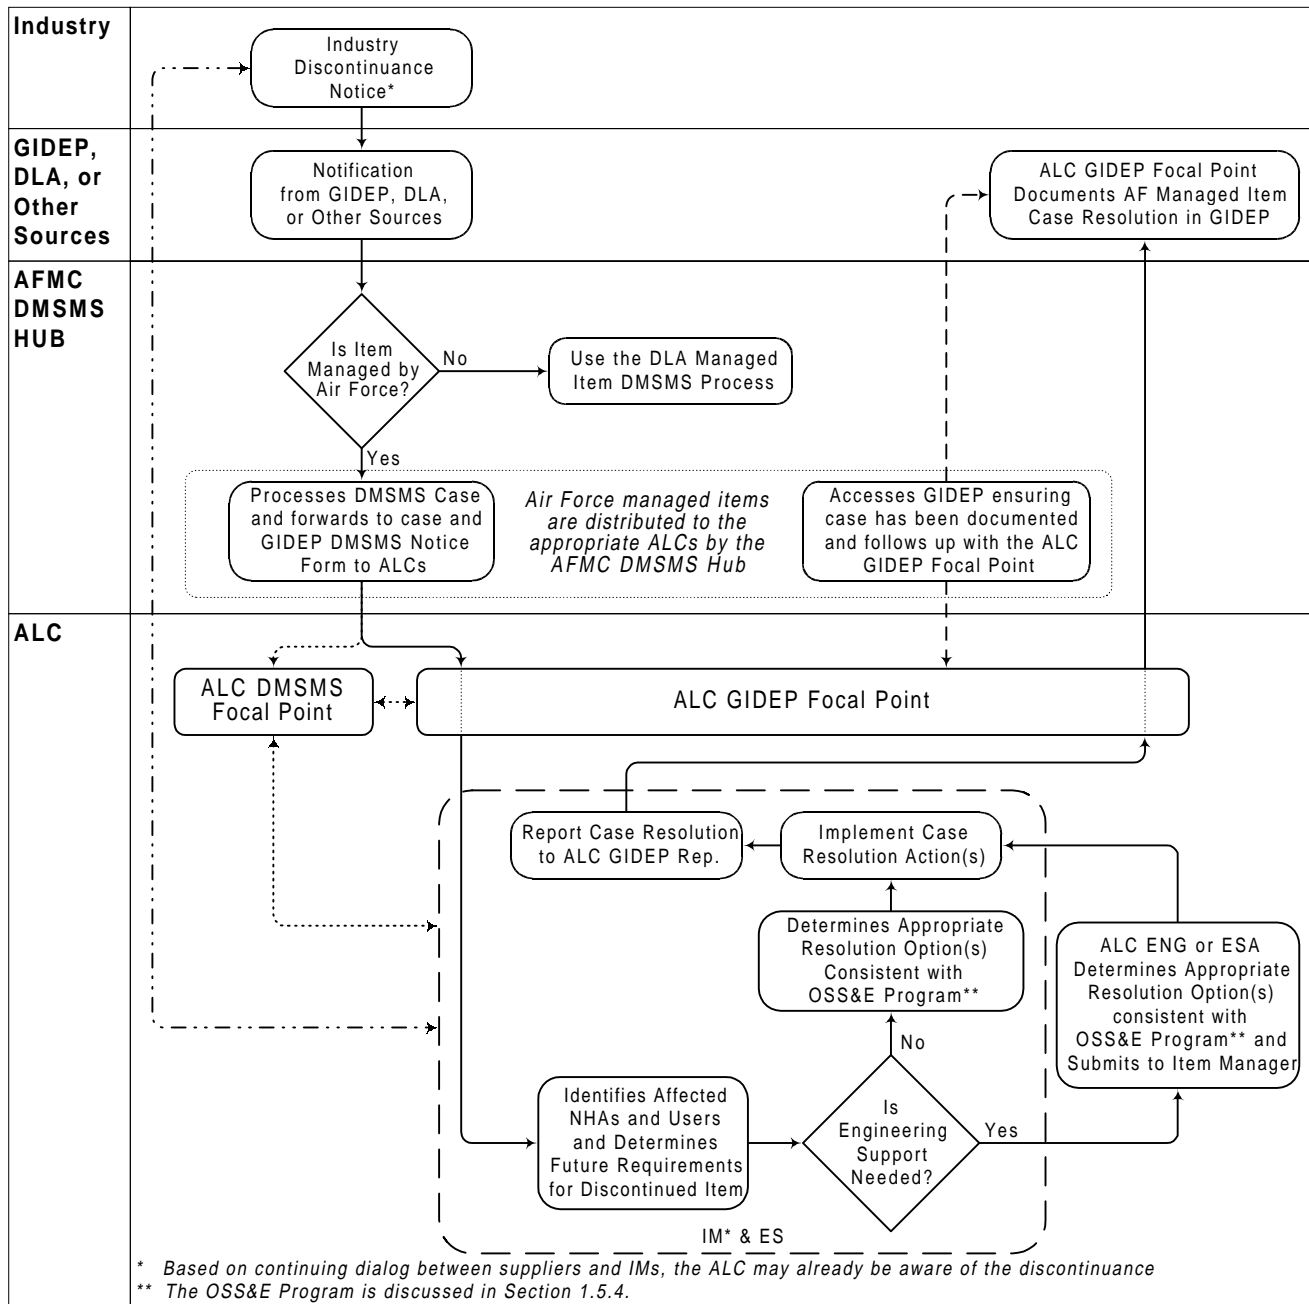 Industry
Industry
Discontinuance
Notice*
GIDEP,
DLA, or
Other
Sources
Notification
from GIDEP, DLA,
or Other Sources
ALC GIDEP Focal Point
Documents AF Managed Item
Case Resolution in GIDEP
AFMC
DMSMS
HUB
Is Item
Managed by
Air Force?
No
Use the DLA Managed
Item DMSMS Process
Yes
Processes DMSMS Case
and forwards to case and
GIDEP DMSMS Notice
Form to ALCs
Air Force managed items
are distributed to the
appropriate ALCs by the
AFMC DMSMS Hub
Accesses GIDEP ensuring
case has been documented
and follows up with the ALC
GIDEP Focal Point
ALC
ALC DMSMS
Focal Point
ALC GIDEP Focal Point
Report Case Resolution
to ALC GIDEP Rep.
Implement Case
Resolution Action(s)
Determines Appropriate
Resolution Option(s)
Consistent with
OSS&E Program**
ALC ENG or ESA
Determines Appropriate
Resolution Option(s)
consistent with
OSS&E Program** and
Submits to Item Manager
No
Identifies Affected
NHAs and Users
and Determines
Future Requirements
for Discontinued Item
Is
Engineering
Support
Needed?
Yes
IM* & ES
* Based on continuing dialog between suppliers and IMs, the ALC may already be aware of the discontinuance
** The OSS&E Program is discussed in Section 1.5.4.